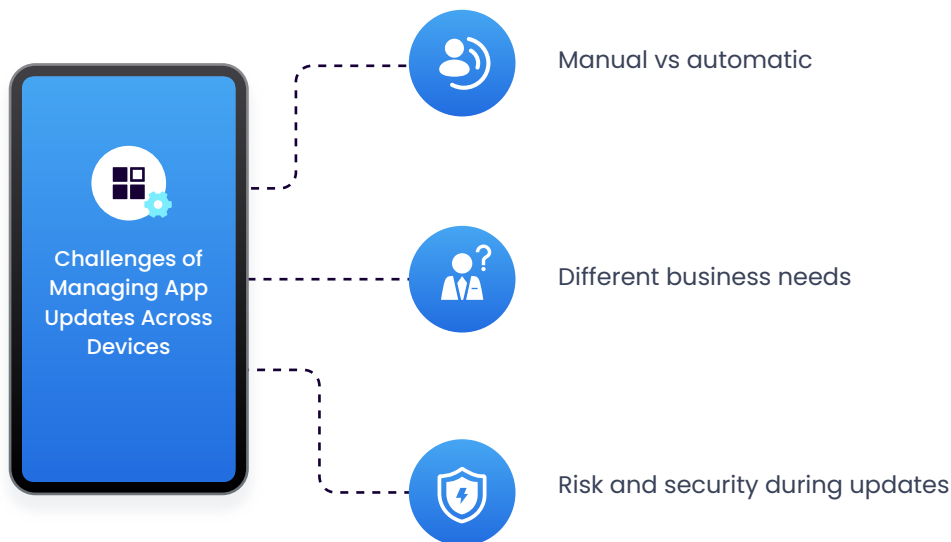 Manual vs automatic
Challenges of
Managing App
Updates Across
Devices
Different business needs
Risk and security during updates